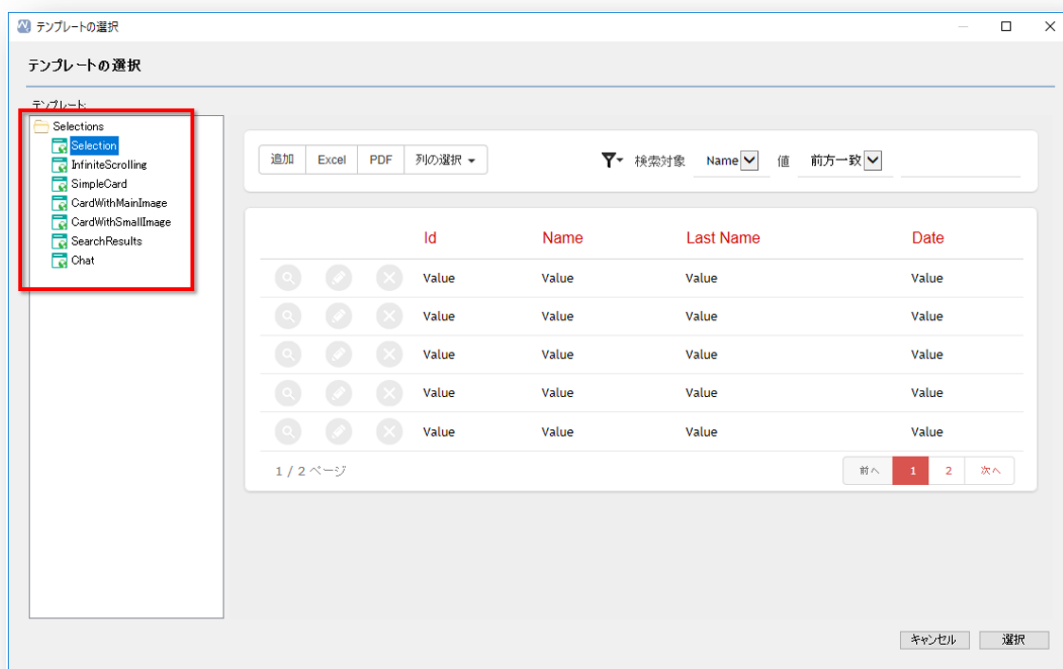 テンプレートの選択
テンプレートの選択
テンプレート:
Selections
Selection
InfiniteScrolling
SimpleCard
CardWithMainImage
CardWithSmallImage
SearchResults
Chat
追加 Excel PDF 列の選択 検索対象 Name 値 前方一致
Id Name Last Name Date
Value Value Value Value
Value Value Value Value
Value Value Value Value
Value Value Value Value
Value Value Value Value
1 / 2 ページ 前へ 1 2 次へ
キャンセル 選択